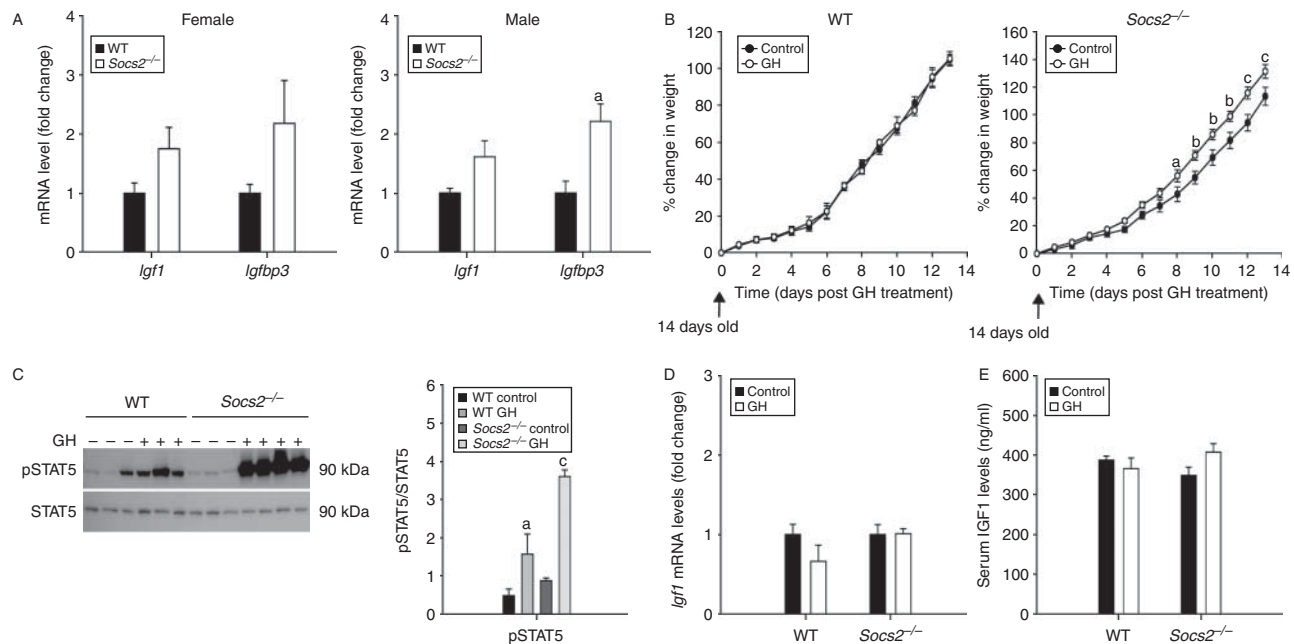 A
Female
4
3
2
1
0
mRNA level (fold change)
WT
Socs2–/–
Igf1
Igfbp3
Male
4
3
2
1
0
mRNA level (fold change)
WT
Socs2–/–
a
Igf1
Igfbp3
B
WT
120
100
80
60
40
20
0
% change in weight
Control
GH
0 2 4 6 8 10 12 14
Time (days post GH treatment)
14 days old
Socs2–/–
160
140
120
100
80
60
40
20
0
% change in weight
Control
GH
a
b
b
b
c
c
0 2 4 6 8 10 12 14
Time (days post GH treatment)
14 days old
C
WT
Socs2–/–
GH – – – + + + – – – + + + +
pSTAT5 90 kDa
STAT5 90 kDa
6
5
4
3
2
1
0
pSTAT5/STAT5
WT control
WT GH
Socs2–/– control
Socs2–/– GH
a
c
pSTAT5
D
3
2
1
0
Igf1 mRNA levels (fold change)
Control
GH
WT
Socs2–/–
E
600
500
400
300
200
100
0
Serum IGF1 levels (ng/ml)
Control
GH
WT
Socs2–/–